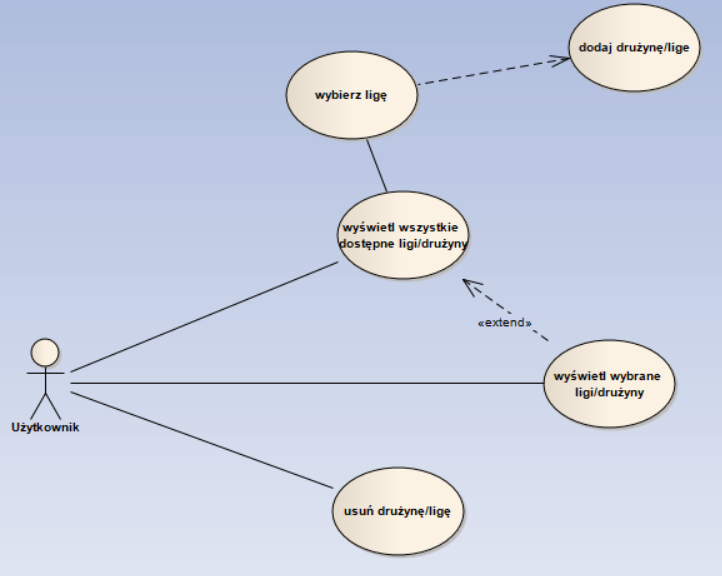 dodaj drużynę/lige
wybierz ligę
wyświetl wszystkie
dostępne ligi/drużyny
«extend»
wyświetl wybrane
ligi/drużyny
Użytkownik
usuń drużynę/ligę